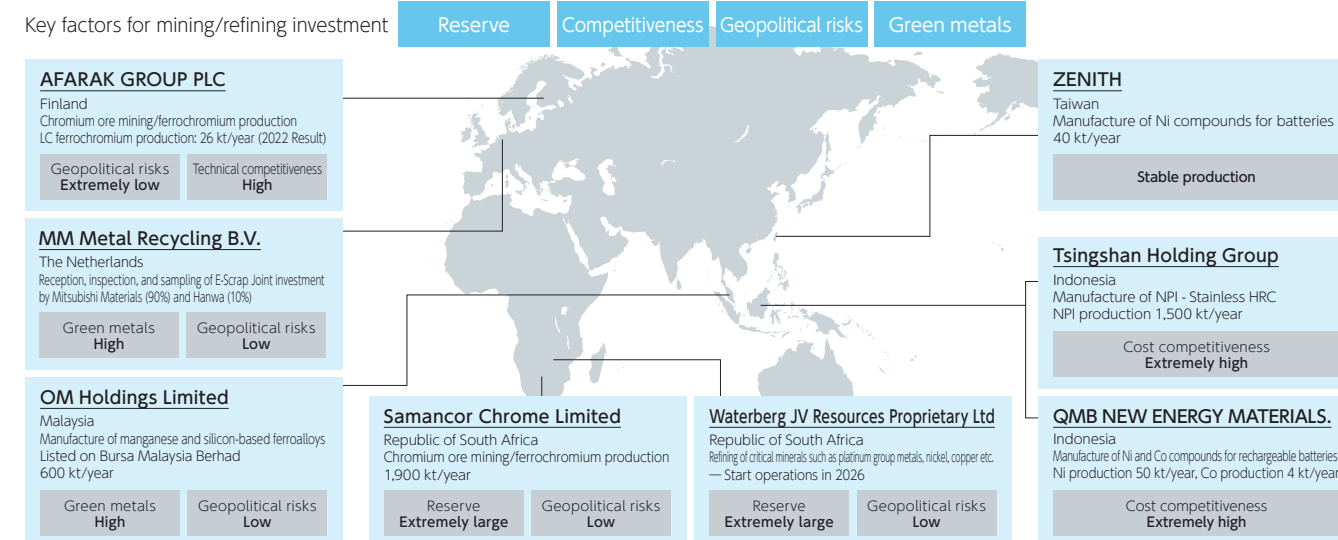 Key factors for mining/refining investment
Reserve
Competitiveness
Geopolitical risks
Green metals
AFARAK GROUP PLC
Finland
Chromium ore mining/ferrochromium production
LC ferrochromium production: 26 kt/year (2022 Result)
Geopolitical risks
Extremely low
Technical competitiveness
High
MM Metal Recycling B.V.
The Netherlands
Reception, inspection, and sampling of E-Scrap Joint investment
by Mitsubishi Materials (90%) and Hanwa (10%)
Green metals
High
Geopolitical risks
Low
OM Holdings Limited
Malaysia
Manufacture of manganese and silicon-based ferroalloys
Listed on Bursa Malaysia Berhad
600 kt/year
Green metals
High
Geopolitical risks
Low
Samancor Chrome Limited
Republic of South Africa
Chromium ore mining/ferrochromium production
1,900 kt/year
Reserve
Extremely large
Geopolitical risks
Low
Waterberg JV Resources Proprietary Ltd
Republic of South Africa
Refining of critical minerals such as platinum group metals, nickel, copper etc.
— Start operations in 2026
Reserve
Extremely large
Geopolitical risks
Low
ZENITH
Taiwan
Manufacture of Ni compounds for batteries
40 kt/year
Stable production
Tsingshan Holding Group
Indonesia
Manufacture of NPI - Stainless HRC
NPI production 1,500 kt/year
Cost competitiveness
Extremely high
QMB NEW ENERGY MATERIALS.
Indonesia
Manufacture of Ni and Co compounds for rechargeable batteries
Ni production 50 kt/year, Co production 4 kt/year
Cost competitiveness
Extremely high